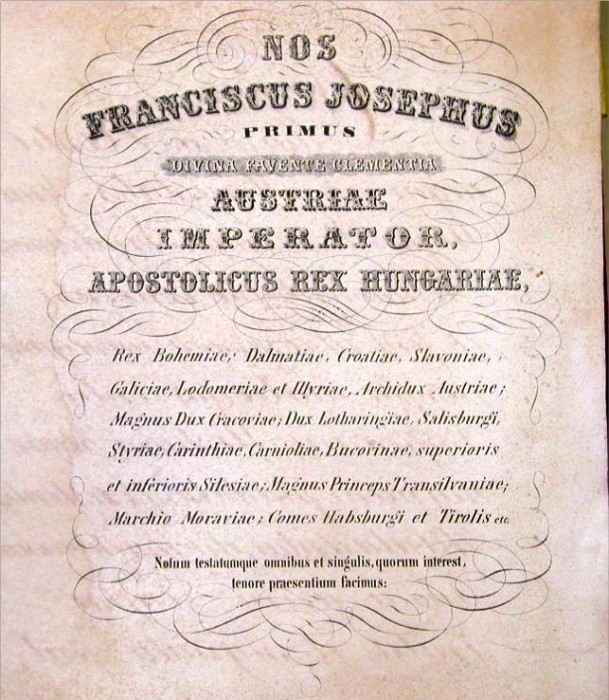 NOS
FRANCISCUS JOSEPHUS
PRIMUS
DIVINA FAVENTE CLEMENTIA
AUSTRIAE
IMPERATOR,
APOSTOLICUS REX HUNGARIAE,
Rex Bohemiae, Dalmatiae, Croatiae, Slavoniae,
Galiciae, Lodomeriae et Illyriae, Archidux Austriae;
Magnus Dux Cracoviae; Dux Lotharingiae, Salisburgi,
Styriae, Carinthiae, Carnioliae, Bucovinae, superioris
et inferioris Silesiae; Magnus Princeps Transilvaniae;
Marchio Moraviae; Comes Habsburgi et Tirolis etc.
Notum testatumque omnibus et singulis, quorum interest,
tenore praesentium facimus: